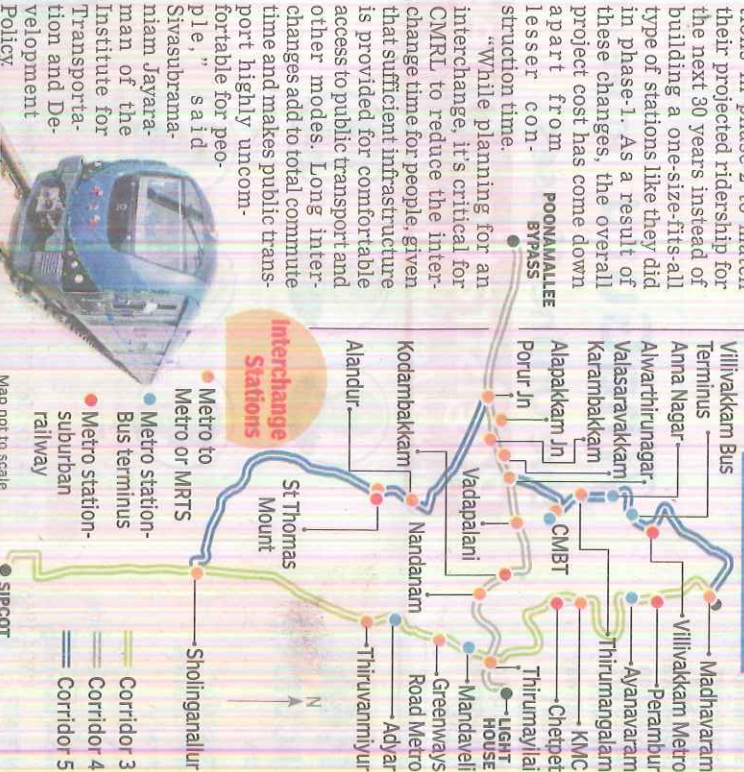 their projected ridership for
the next 30 years instead of
building a one-size-fits-all
type of stations like they did
in phase-1. As a result of
these changes, the overall
project cost has come down
apart from
lesser con-
struction time.
"While planning for an
interchange, it's critical for
CMRL to reduce the inter-
change time for people, given
that sufficient infrastructure
is provided for comfortable
access to public transport and
other modes. Long inter-
changes add to total commute
time and makes public trans-
port highly uncom-
fortable for peo-
ple," said
Sivasubrama-
niam Jayara-
man of the
Institute for
Transporta-
tion and De-
velopment
Policy.
POONAMALLEE
BYPASS
Villivakkam Bus
Terminus
Anna Nagar
Alwarthirunagar
Valasaravakkam
Karambakkam
Alapakkam Jn
Porur Jn
Kodambakkam
Alandur
Vadapalani
CMBT
Nandanam
St Thomas
Mount
Madhavaram
Villivakkam Metro
Perambur
Ayanavaram
Thirumangalam
KMC
Chetpet
Thirumayilai
LIGHT
HOUSE
Mandaveli
Greenways
Road Metro
Adyar
Thiruvanmiyur
Sholinganallur
SIPCOT
N
Interchange
Stations
Metro to
Metro or MRTS
Metro station-
Bus terminus
Metro station-
suburban
railway
Map not to scale
Corridor 3
Corridor 4
Corridor 5